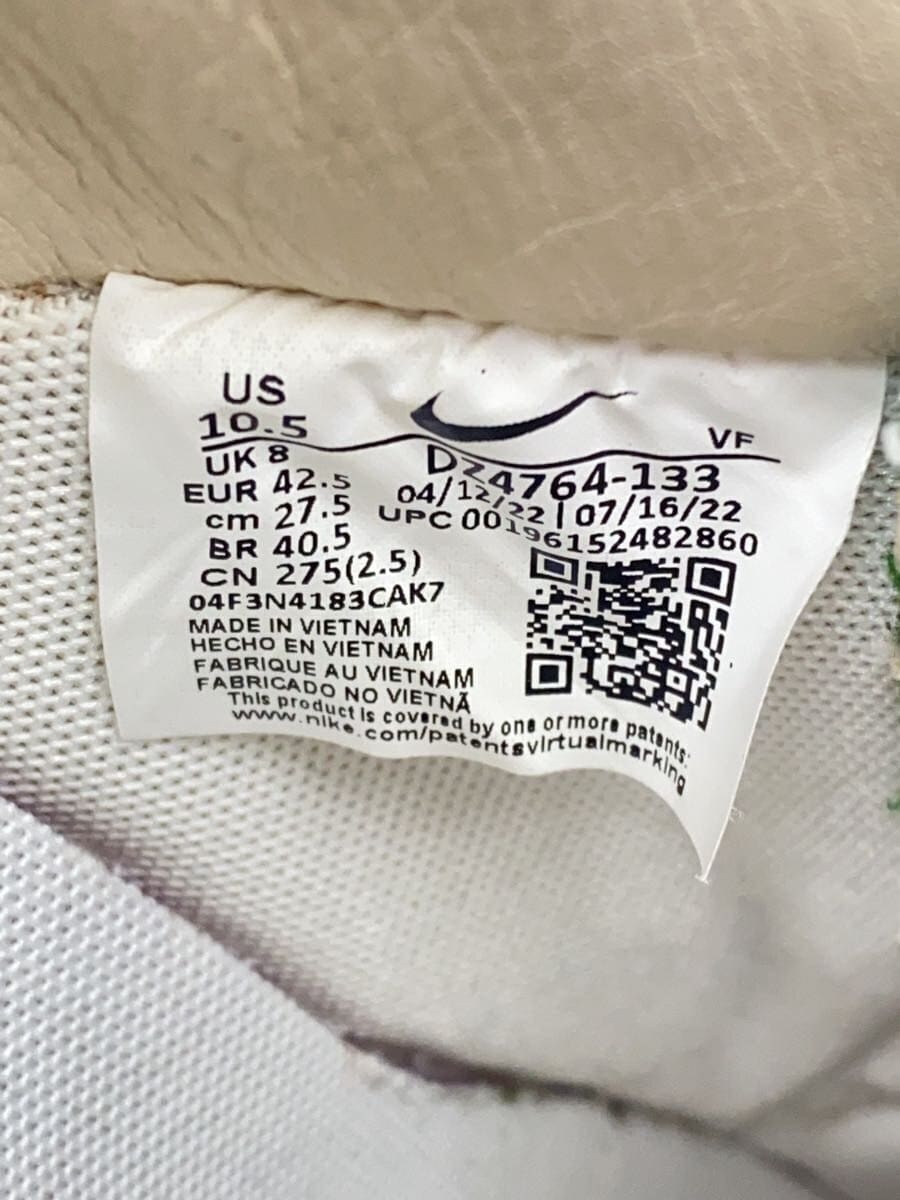 US
10.5
UK 8
EUR 42.5
cm 27.5
BR 40.5
CN 275(2.5)
04F3N4183CAK7
MADE IN VIETNAM
HECHO EN VIETNAM
FABRIQUE AU VIETNAM
FABRICADO NO VIETNÃ
This product is covered by one or more patents:
www.nike.com/patentsvirtualmarking
VF
DZ4764-133
04/12/22 | 07/16/22
UPC 00196152482860